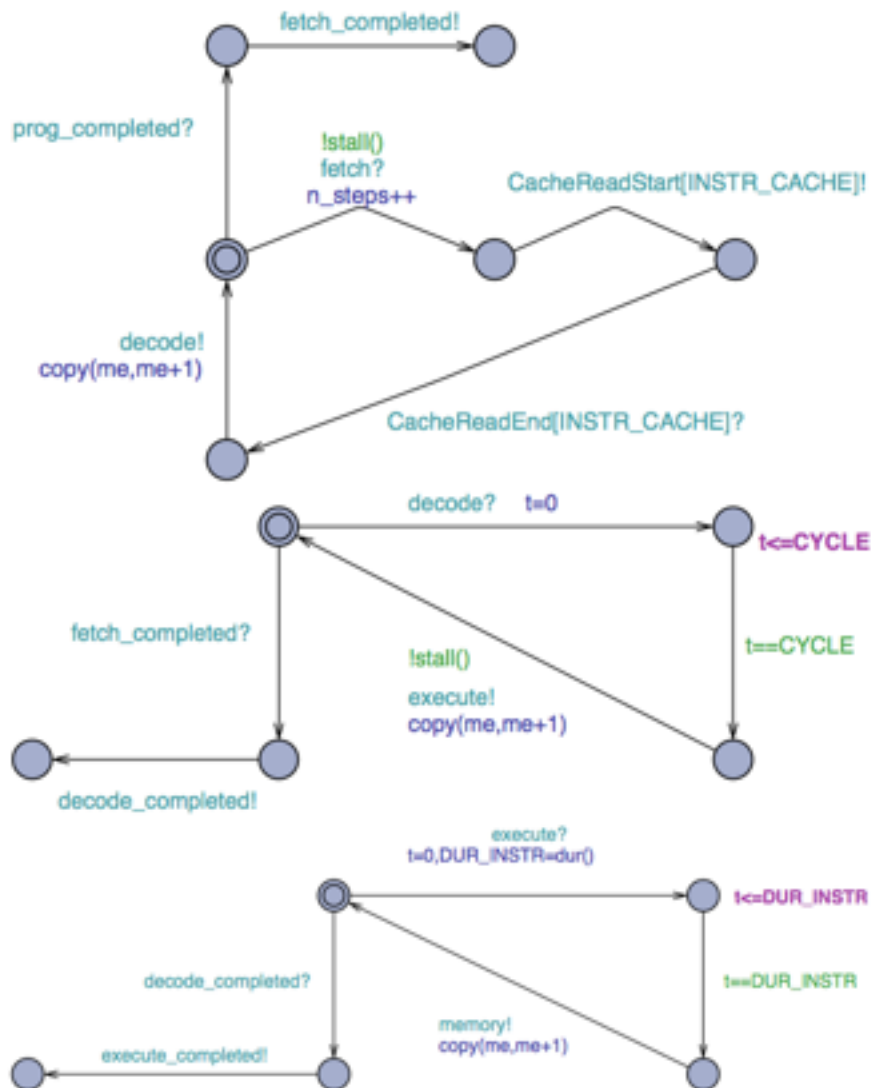 fetch_completed!
prog_completed?
!stall()
fetch?
n_steps++
CacheReadStart[INSTR_CACHE]!
decode!
copy(me,me+1)
CacheReadEnd[INSTR_CACHE]?
decode? t=0
t<=CYCLE
fetch_completed?
!stall()
t==CYCLE
execute!
copy(me,me+1)
decode_completed!
execute?
t=0,DUR_INSTR=dur()
t<=DUR_INSTR
decode_completed?
t==DUR_INSTR
memory!
copy(me,me+1)
execute_completed!